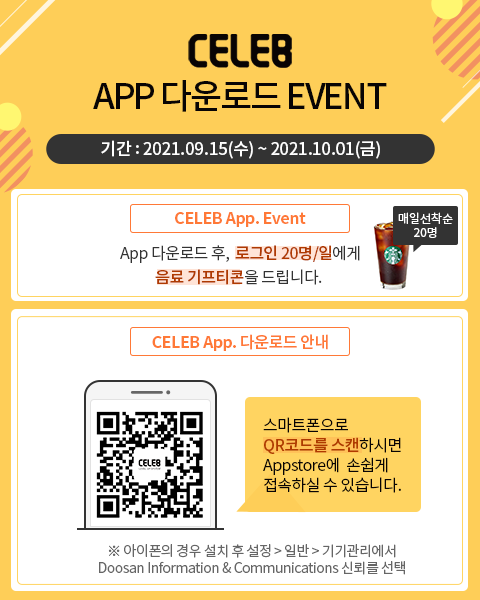 CELEB
APP 다운로드 EVENT
기간 : 2021.09.15(수) ~ 2021.10.01(금)
CELEB App. Event
매일선착순
20명
App 다운로드 후, 로그인 20명/일에게
음료 기프티콘을 드립니다.
CELEB App. 다운로드 안내
CELEB
스마트폰으로
QR코드를 스캔하시면
Appstore에 손쉽게
접속하실 수 있습니다.
※ 아이폰의 경우 설치 후 설정 > 일반 > 기기관리에서
Doosan Information & Communications 신뢰를 선택